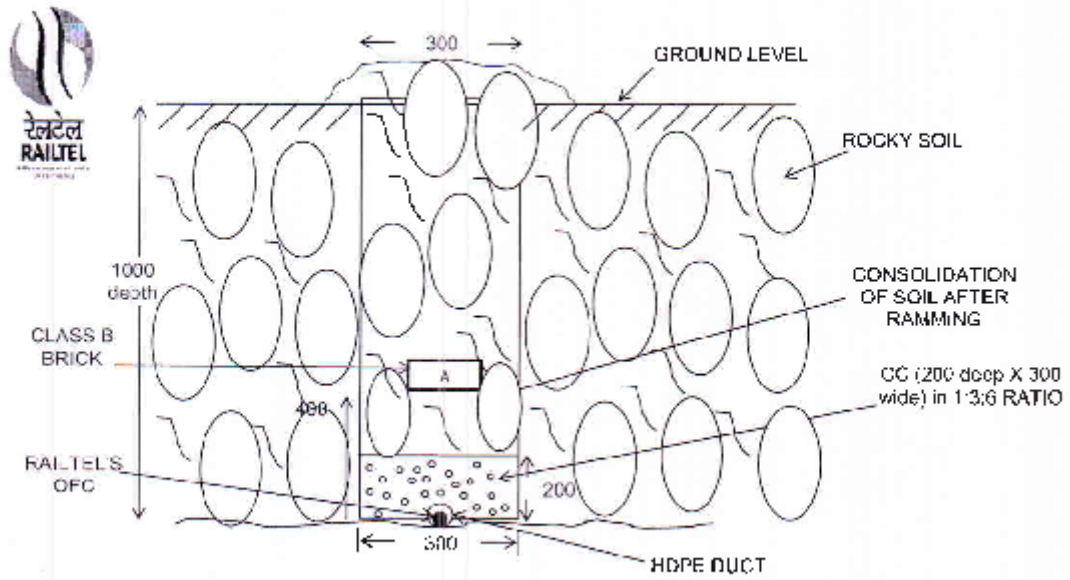 300
GROUND LEVEL
रेलटेल
RAILTEL
ROCKY SOIL
1000
depth
CONSOLIDATION
OF SOIL AFTER
RAMMING
CLASS B
BRICK
A
CC (200 deep X 300
wide) in 1:3:6 RATIO
400
RAILTEL'S
OFC
200
300
HDPE DUCT